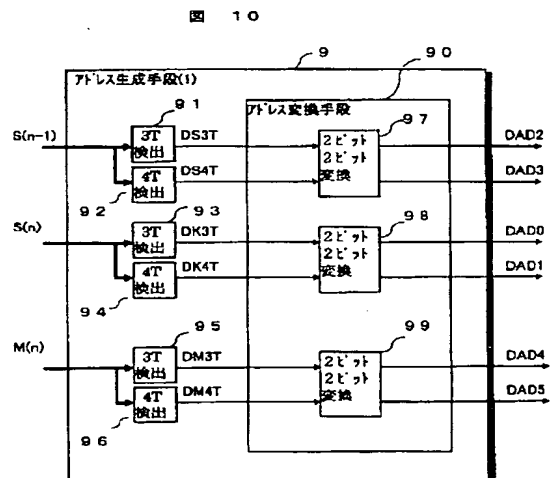 図 10
9
90
アドレス生成手段(1)
アドレス変換手段
S(n-1)
91
3T
検出
DS3T
4T
検出
DS4T
92
97
2ビット
2ビット
変換
DAD2
DAD3
S(n)
93
3T
検出
DK3T
4T
検出
DK4T
94
98
2ビット
2ビット
変換
DAD0
DAD1
M(n)
95
3T
検出
DM3T
4T
検出
DM4T
96
99
2ビット
2ビット
変換
DAD4
DAD5